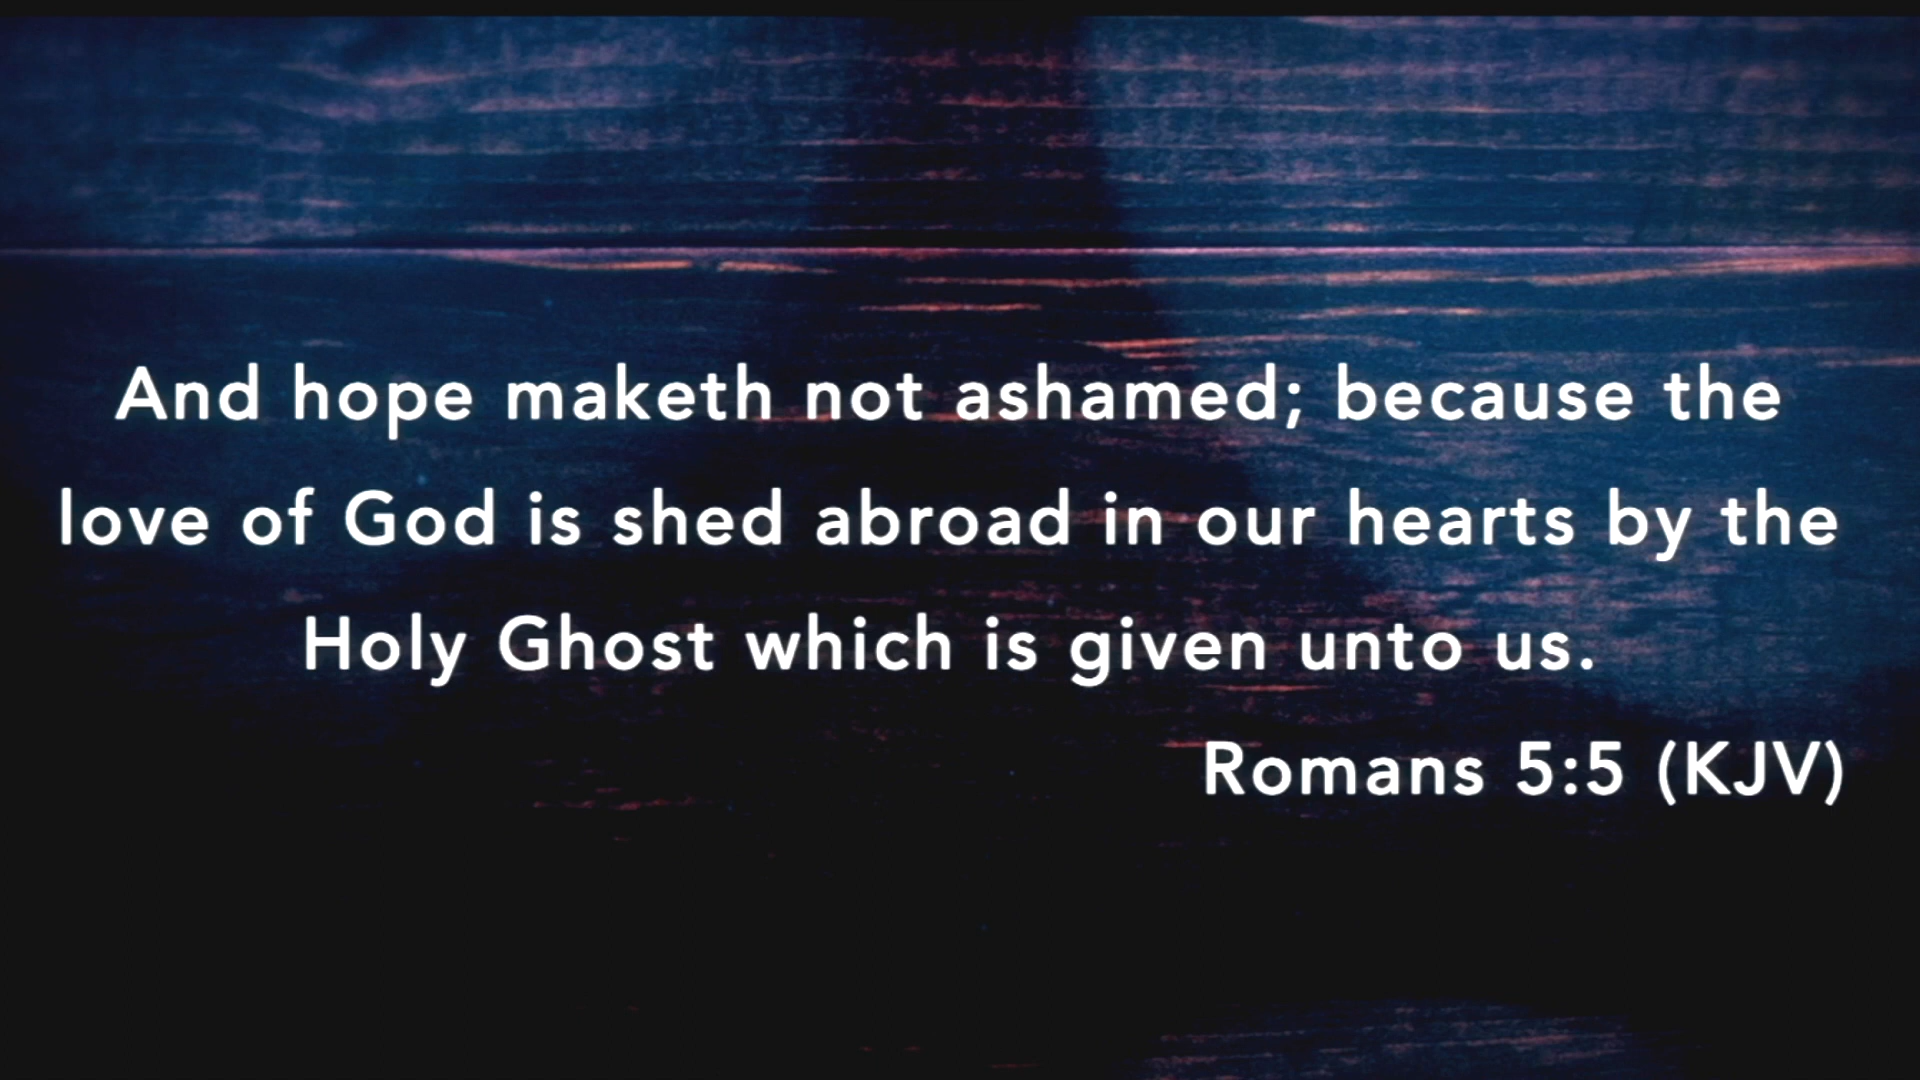 And hope maketh not ashamed; because the
love of God is shed abroad in our hearts by the
Holy Ghost which is given unto us.
Romans 5:5 (KJV)